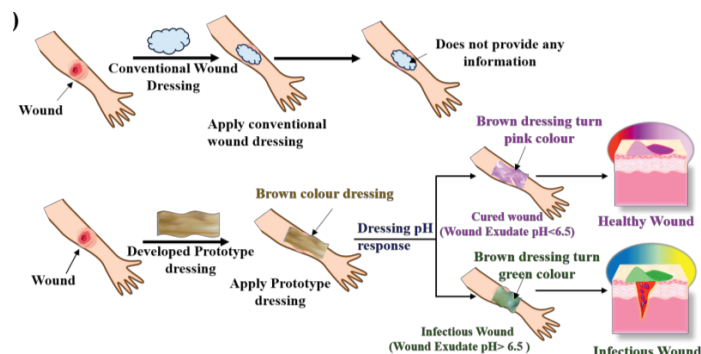 )
Wound
Conventional Wound
Dressing
Apply conventional
wound dressing
Does not provide any
information
Wound
Developed Prototype
dressing
Brown colour dressing
Apply Prototype
dressing
Dressing pH
response
Brown dressing turn
pink colour
Cured wound
(Wound Exudate pH<6.5)
Healthy Wound
Brown dressing turn
green colour
Infectious Wound
(Wound Exudate pH> 6.5 )
Infectious Wound